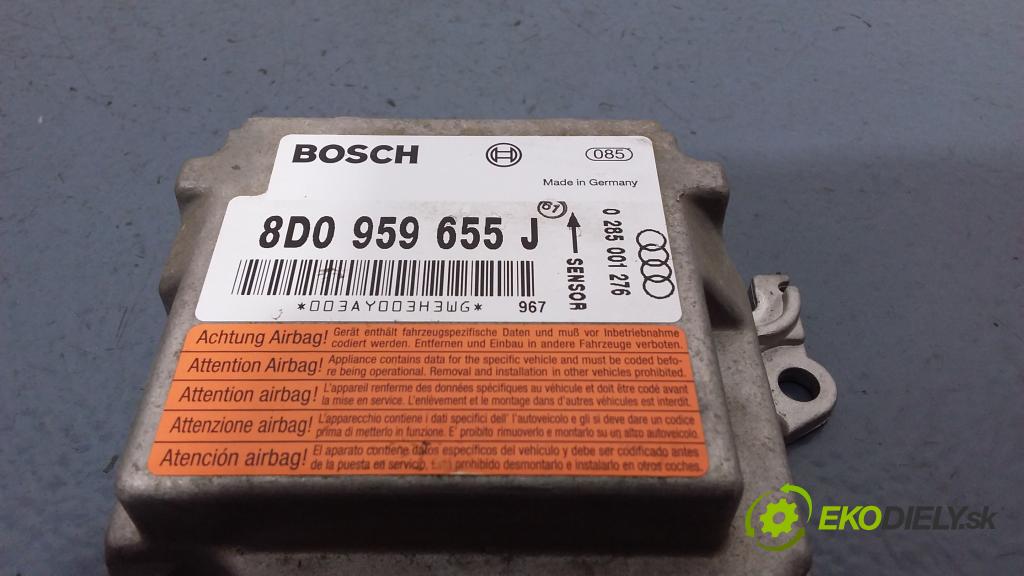 BOSCH
085
Made in Germany
8D0 959 655 J
61
SENSOR
0 285 001 276
*003AY003H3WG*
967
Achtung Airbag! Gerät enthält fahrzeugspezifische Daten und muß vor Inbetriebnahme
codiert werden. Entfernen und Einbau in andere Fahrzeuge verboten.
Attention Airbag! Appliance contains data for the specific vehicle and must be coded befo-
re being operational. Removal and installation in other vehicles prohibited.
Attention airbag! L'appareil renferme des données spécifiques au véhicule et doit être codé avant
la mise en service. L'enlèvement et le montage dans d'autres véhicules est interdit.
Attenzione airbag! L'apparecchio contiene i dati specifici dell' l'autoveicolo e gli si deve dare un codice
prima di metterlo in funzione. E' proibito rimuoverlo e montarlo su un altro autoveicolo.
Atención airbag! El aparato contiene datos específicos del vehículo y debe ser codificado antes
de la puesta en servicio. Está prohibido desmontarlo e instalarlo en otros coches.
EKODIELY.sk